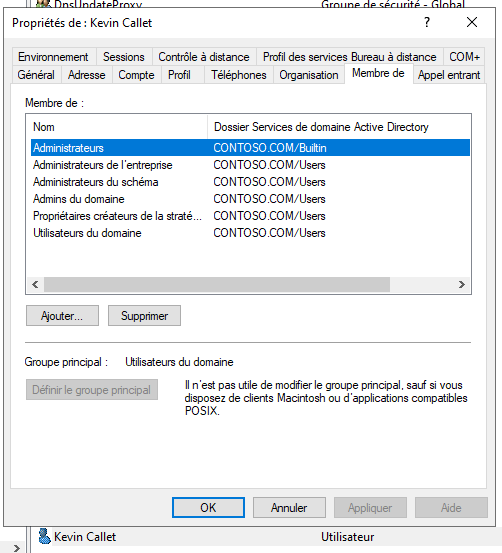 DnsUpdateProxy Groupe de sécurité - Global
Propriétés de : Kevin Callet ? ×
Environnement Sessions Contrôle à distance Profil des services Bureau à distance COM+
Général Adresse Compte Profil Téléphones Organisation Membre de Appel entrant
Membre de :
Nom Dossier Services de domaine Active Directory
Administrateurs CONTOSO.COM/Builtin
Administrateurs de l'entreprise CONTOSO.COM/Users
Administrateurs du schéma CONTOSO.COM/Users
Admins du domaine CONTOSO.COM/Users
Propriétaires créateurs de la straté... CONTOSO.COM/Users
Utilisateurs du domaine CONTOSO.COM/Users
Ajouter... Supprimer
Groupe principal : Utilisateurs du domaine
Définir le groupe principal
Il n'est pas utile de modifier le groupe principal, sauf si vous
disposez de clients Macintosh ou d'applications compatibles
POSIX.
OK Annuler Appliquer Aide
Kevin Callet Utilisateur